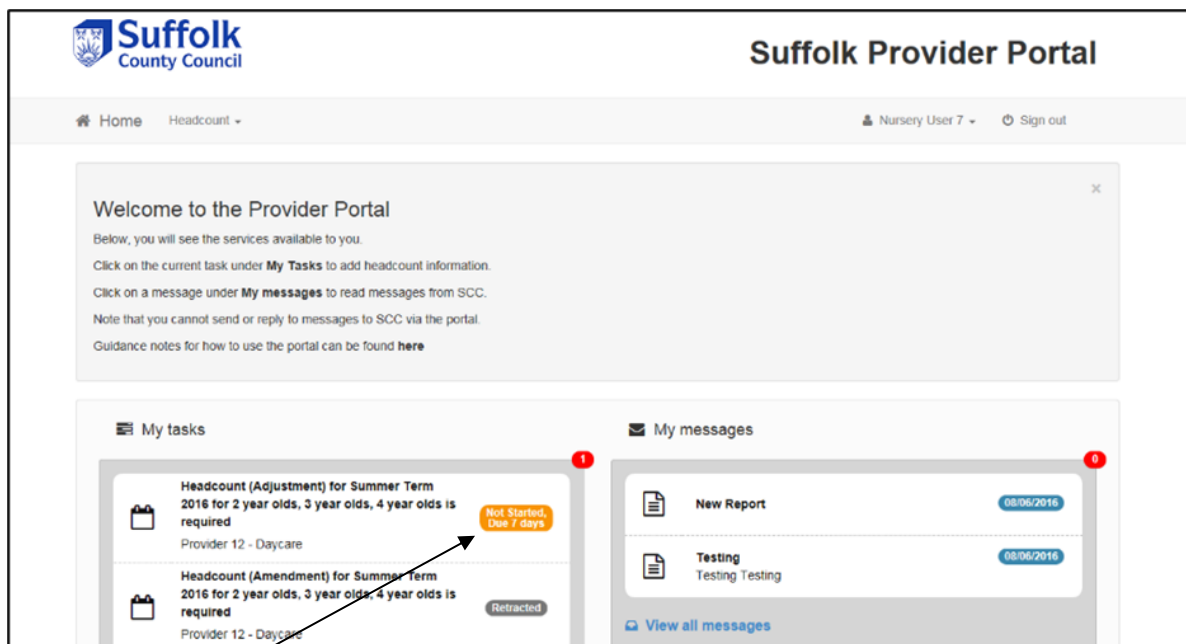 Suffolk
County Council
Suffolk Provider Portal
Home Headcount Nursery User 7 Sign out
×
Welcome to the Provider Portal
Below, you will see the services available to you.
Click on the current task under My Tasks to add headcount information.
Click on a message under My messages to read messages from SCC.
Note that you cannot send or reply to messages to SCC via the portal.
Guidance notes for how to use the portal can be found here
My tasks
1
Headcount (Adjustment) for Summer Term
2016 for 2 year olds, 3 year olds, 4 year olds is
required
Provider 12 - Daycare
Not Started,
Due 7 days
Headcount (Amendment) for Summer Term
2016 for 2 year olds, 3 year olds, 4 year olds is
required
Provider 12 - Daycare
Retracted
My messages
0
New Report 08/06/2016
Testing 08/06/2016
Testing Testing
View all messages